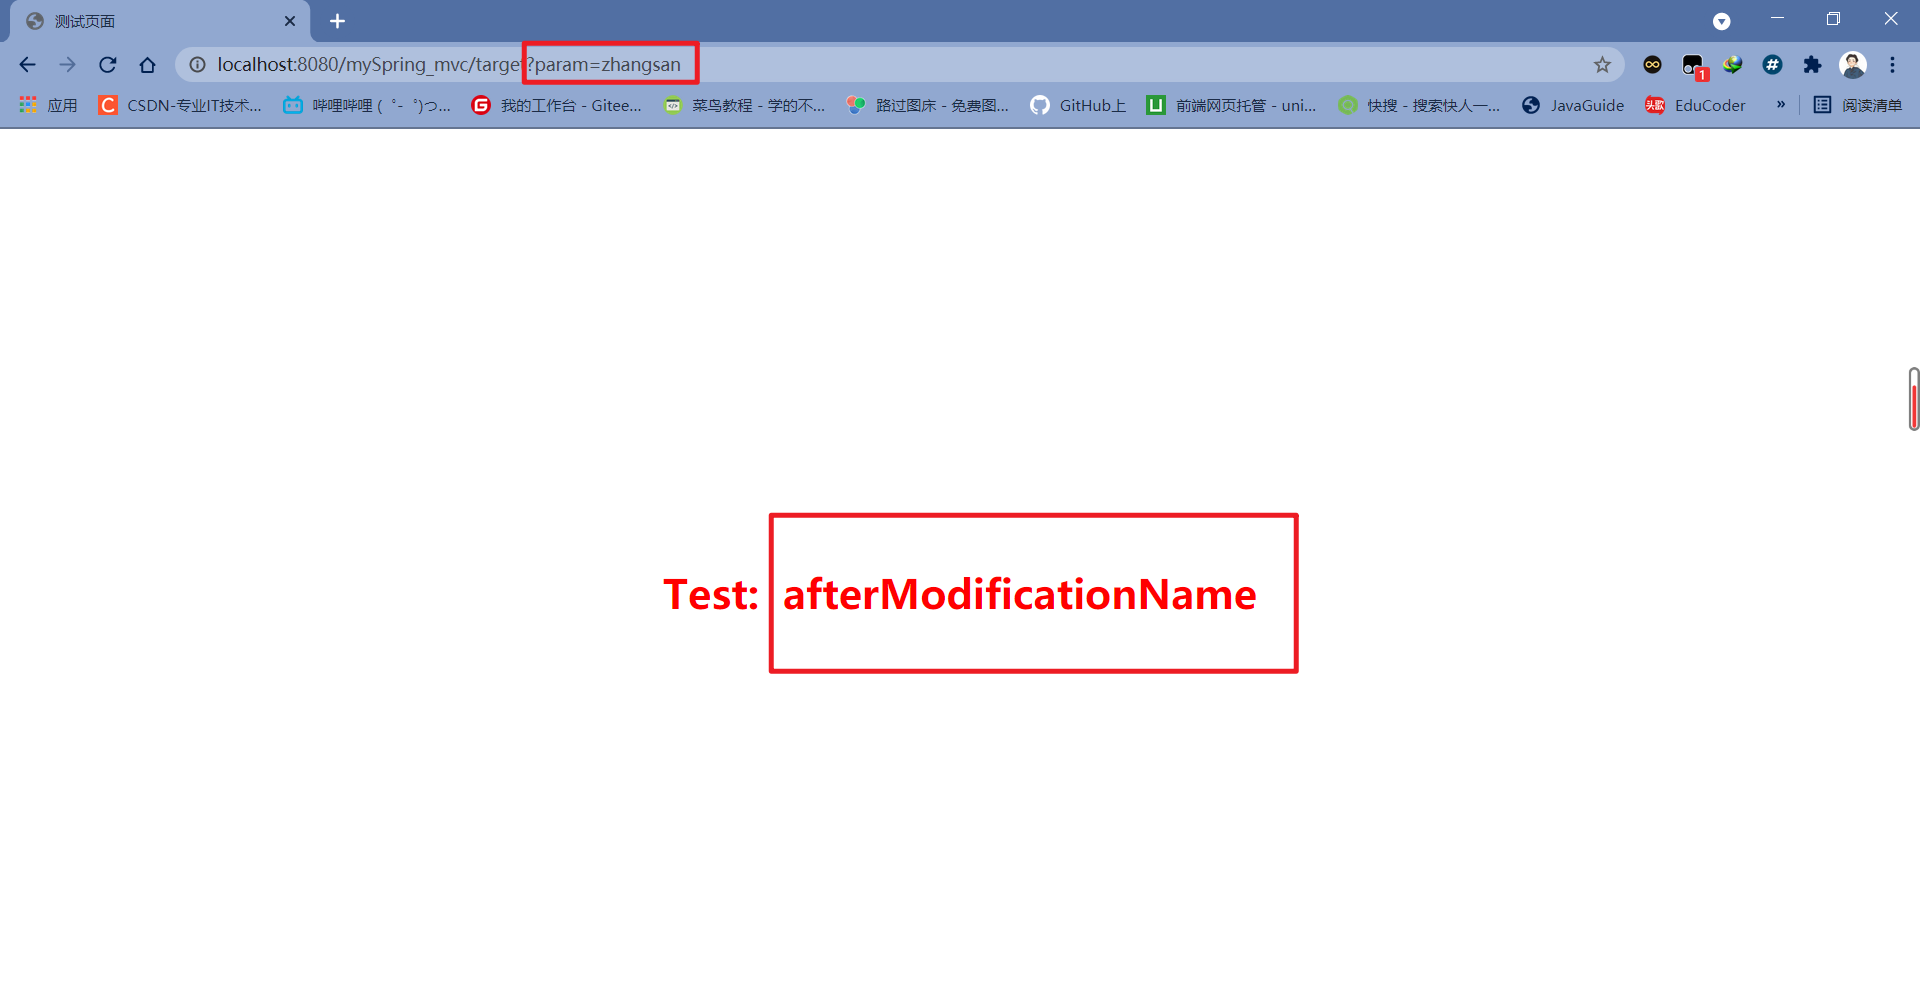 测试页面
localhost:8080/mySpring_mvc/target?param=zhangsan
1
应用 CSDN-专业IT技术... 哔哩哔哩 (゜-゜)つ... 我的工作台 - Gitee... 菜鸟教程 - 学的不... 路过图床 - 免费图... GitHub上 前端网页托管 - uni... 快搜 - 搜索快人一... JavaGuide 头歌 EduCoder » 阅读清单
Test: afterModificationName